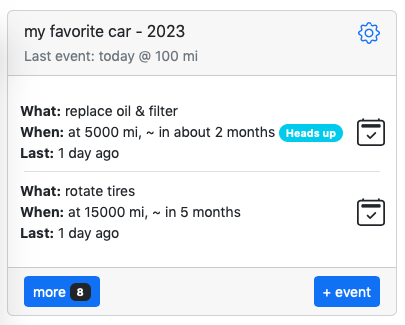 my favorite car - 2023
Last event: today @ 100 mi
What: replace oil & filter
When: at 5000 mi, ~ in about 2 months Heads up
Last: 1 day ago
What: rotate tires
When: at 15000 mi, ~ in 5 months
Last: 1 day ago
more 8
+ event